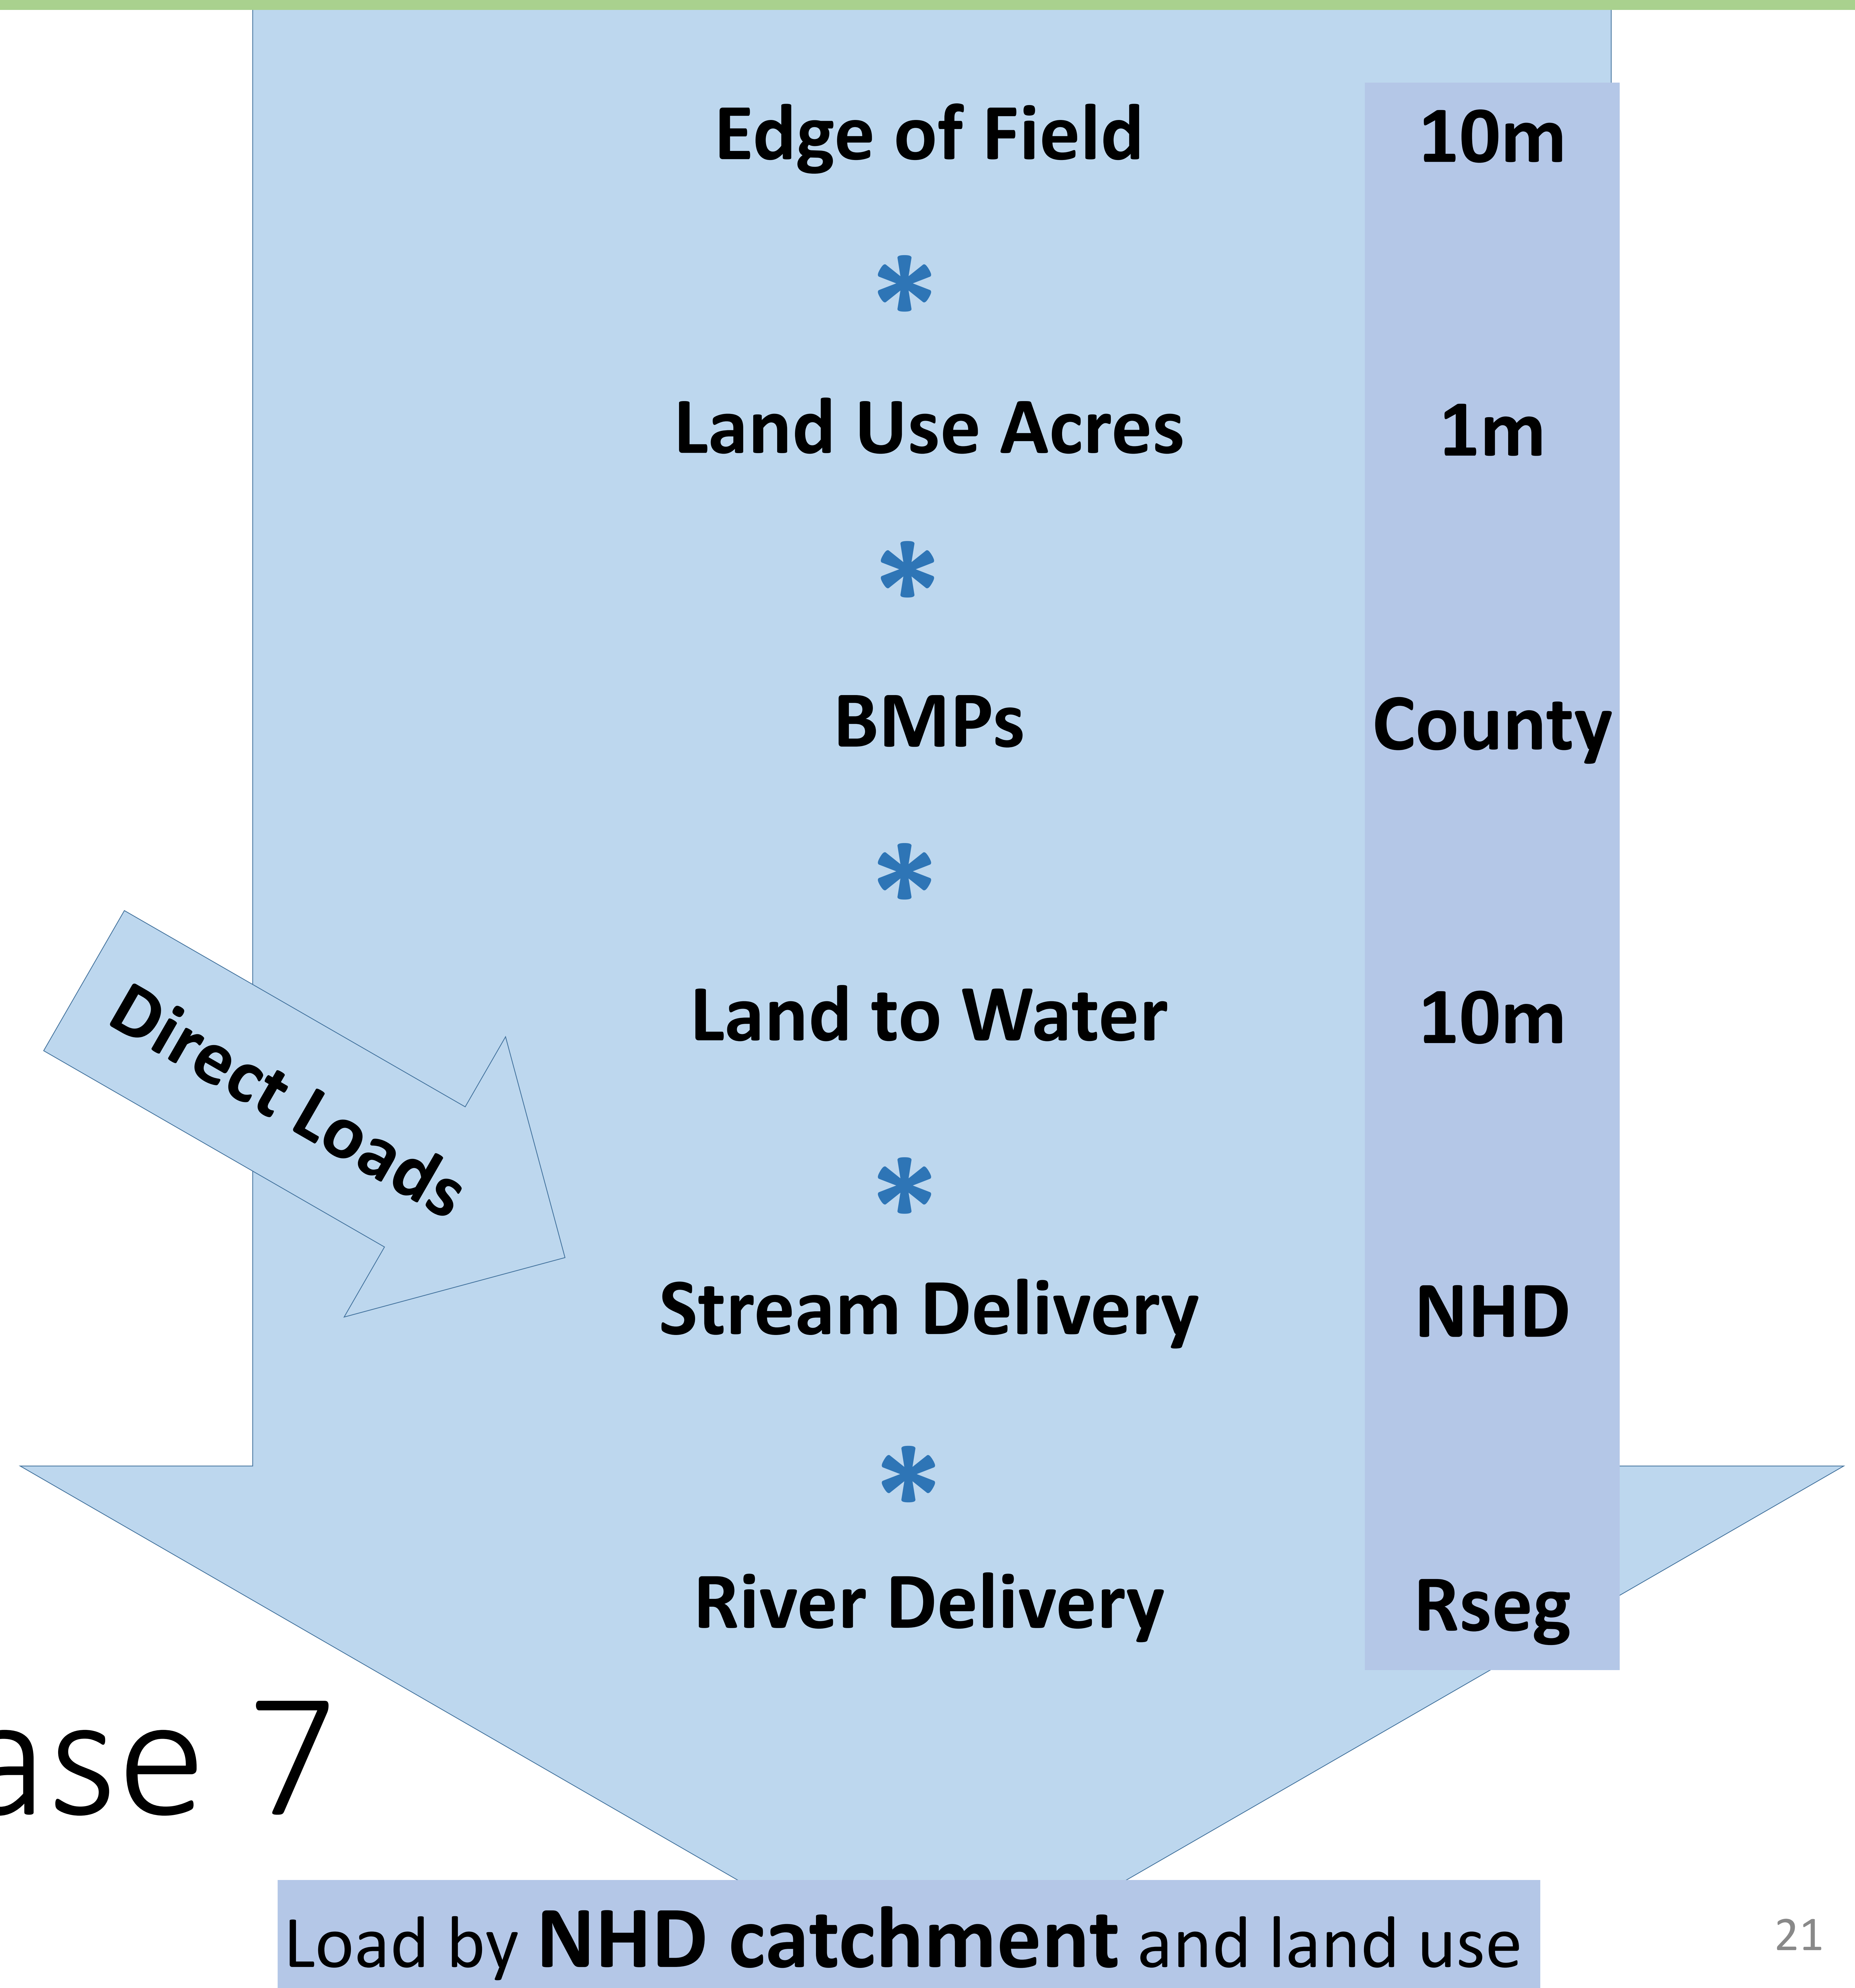 Edge of Field 10m
*
Land Use Acres 1m
*
BMPs County
*
Land to Water 10m
Direct Loads
*
Stream Delivery NHD
*
River Delivery Rseg
ase 7
Load by NHD catchment and land use
21